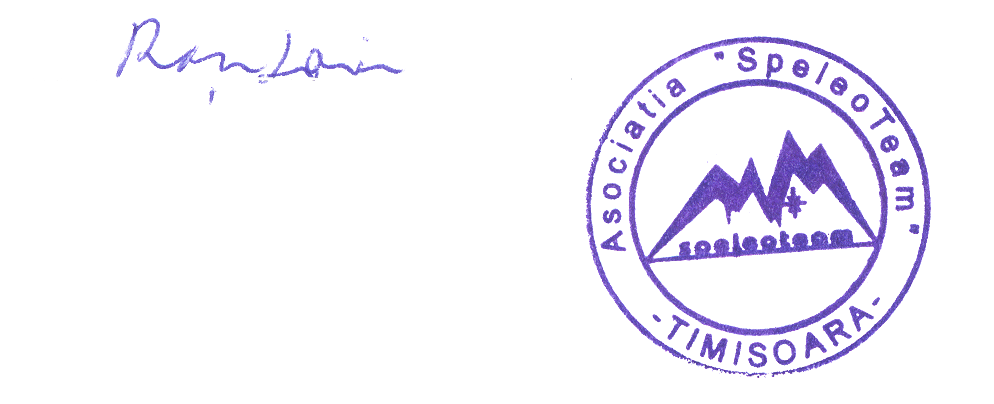 Asociatia "SpeleoTeam"
speleoteam
-TIMISOARA-